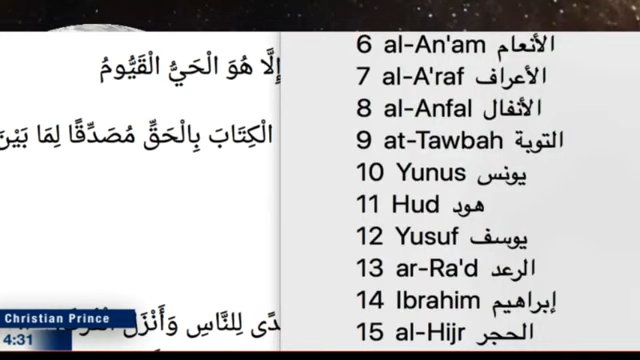 إِلَّا هُوَ الْحَيُّ الْقَيُّومُ
الْكِتَابَ بِالْحَقِّ مُصَدِّقًا لِمَا بَيْنَ
لِلنَّاسِ وَأَنْزَلَ
6 al-An'am الأنعام
7 al-A'raf الأعراف
8 al-Anfal الأنفال
9 at-Tawbah التوبة
10 Yunus يونس
11 Hud هود
12 Yusuf يوسف
13 ar-Ra'd الرعد
14 Ibrahim إبراهيم
15 al-Hijr الحجر
Christian Prince
4:31